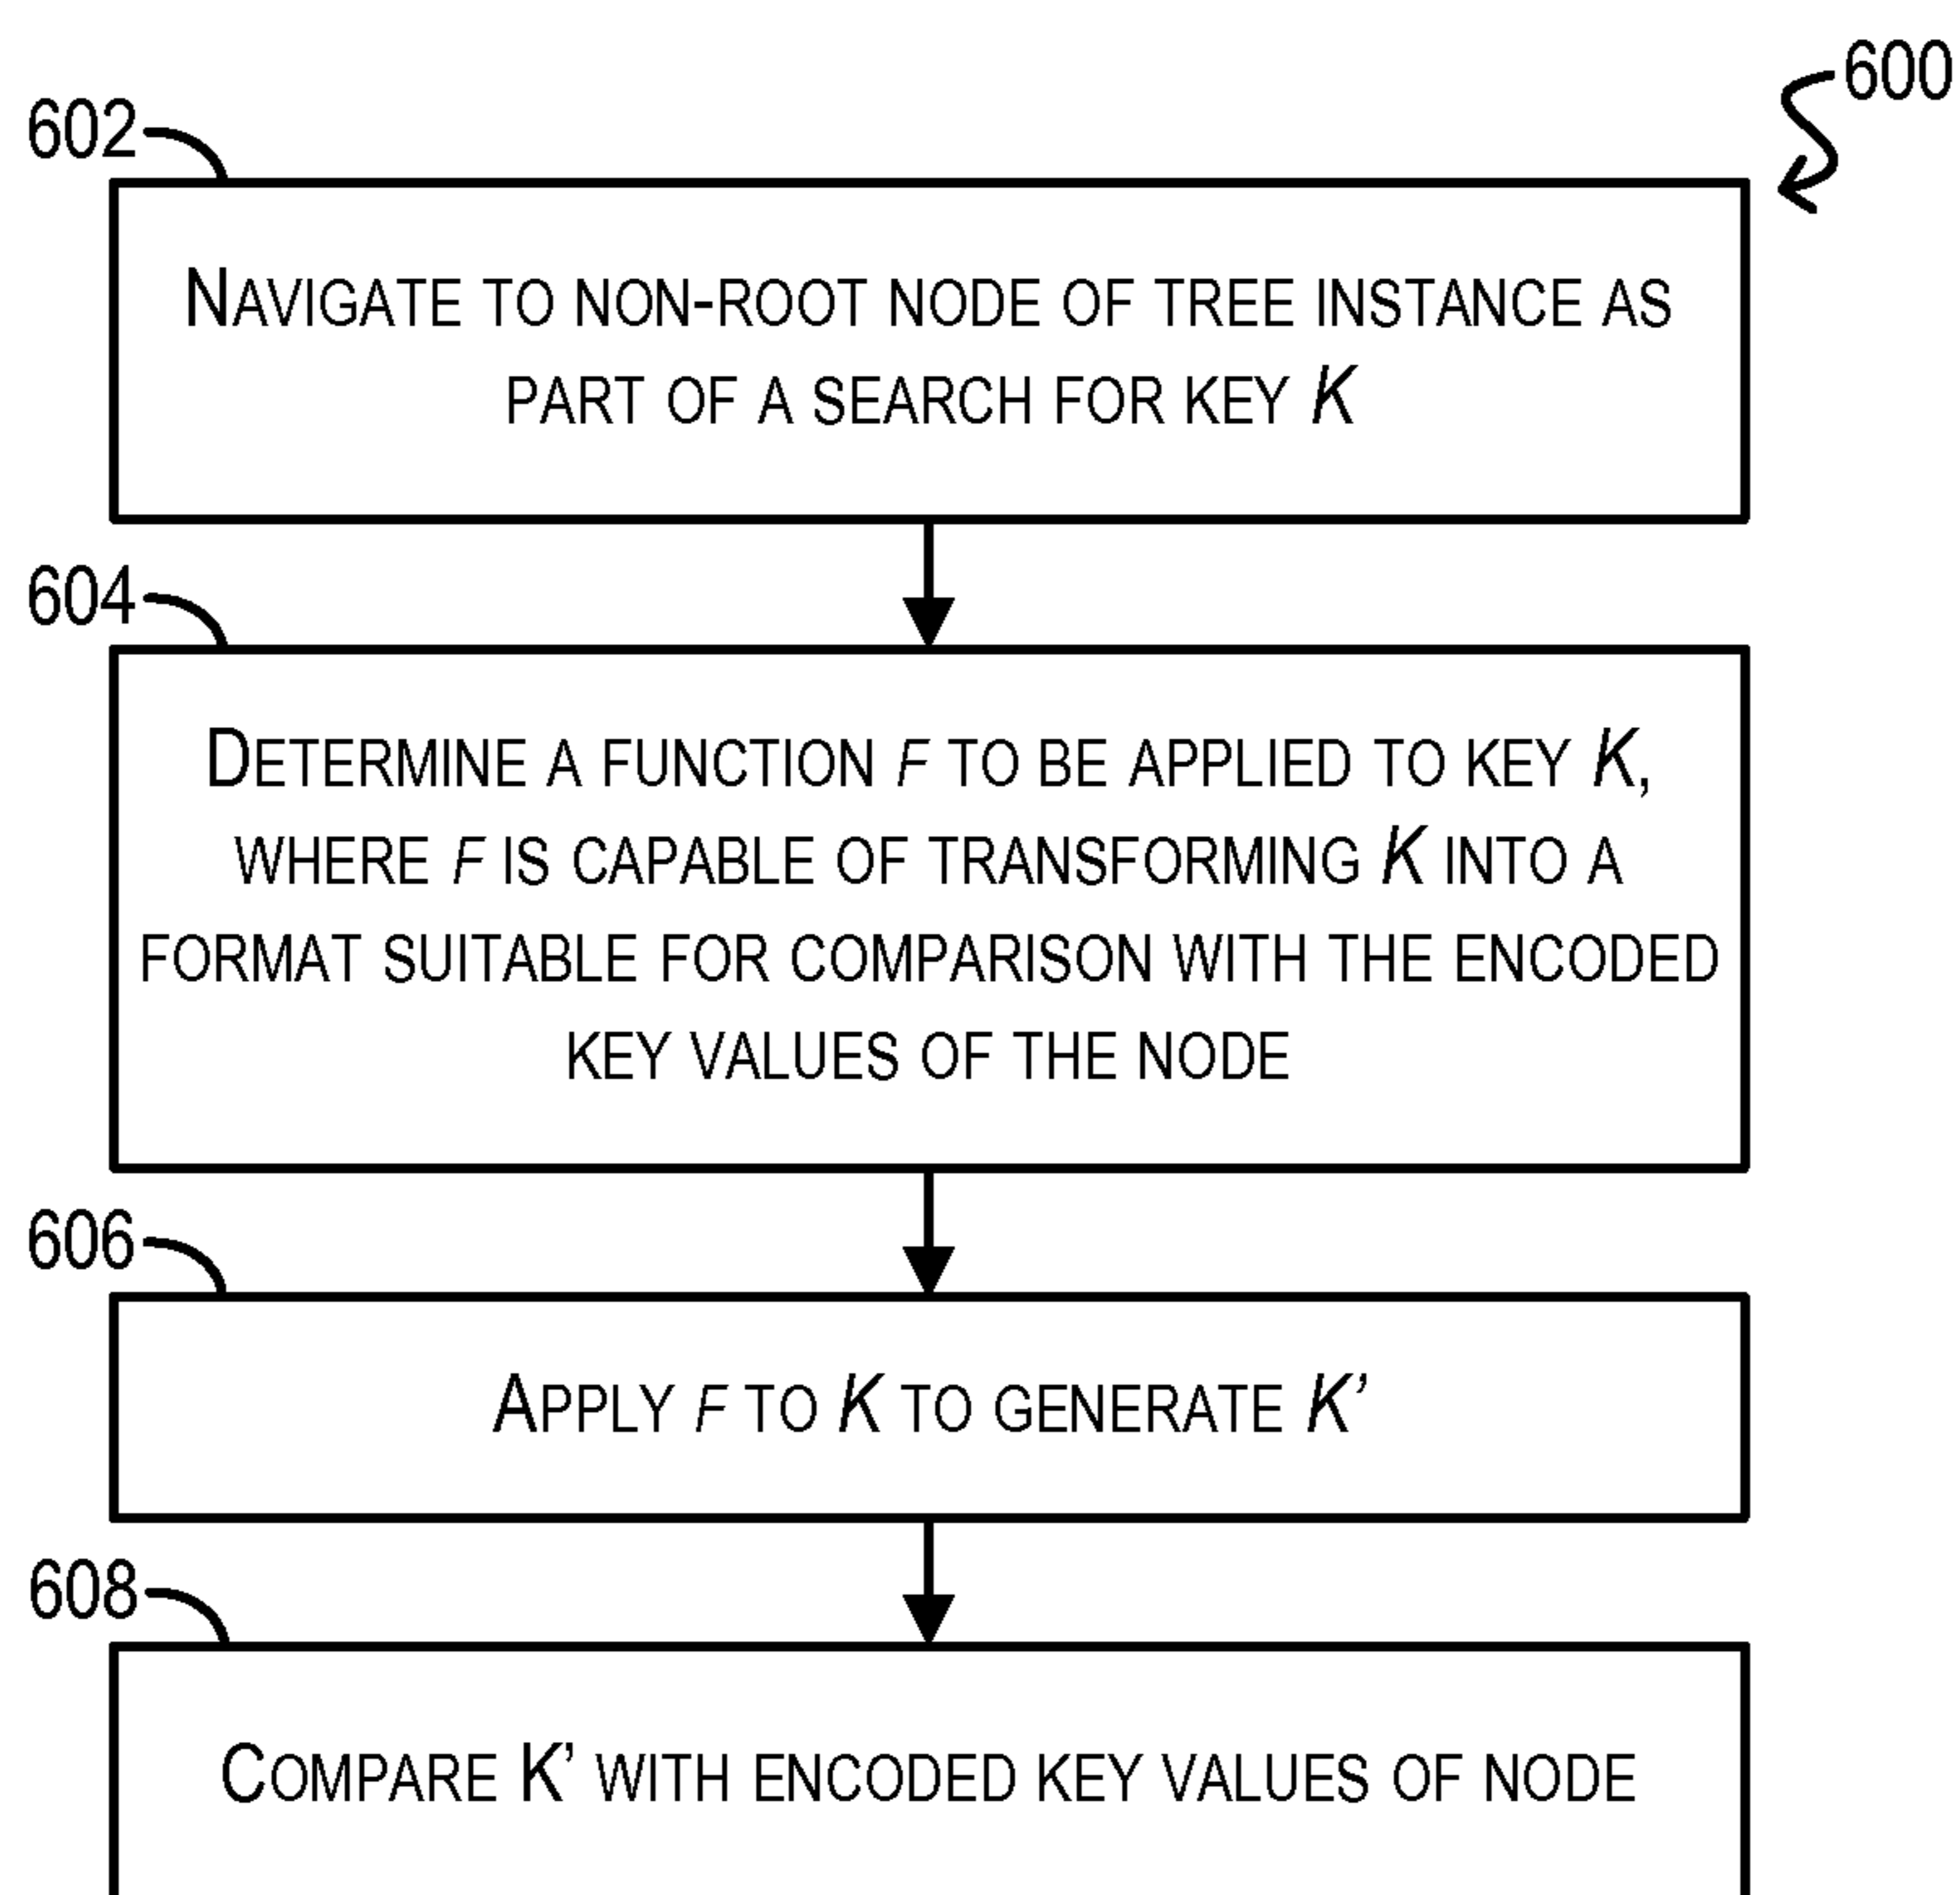 600
602
NAVIGATE TO NON-ROOT NODE OF TREE INSTANCE AS
PART OF A SEARCH FOR KEY K
604
DETERMINE A FUNCTION F TO BE APPLIED TO KEY K,
WHERE F IS CAPABLE OF TRANSFORMING K INTO A
FORMAT SUITABLE FOR COMPARISON WITH THE ENCODED
KEY VALUES OF THE NODE
606
APPLY F TO K TO GENERATE K’
608
COMPARE K’ WITH ENCODED KEY VALUES OF NODE